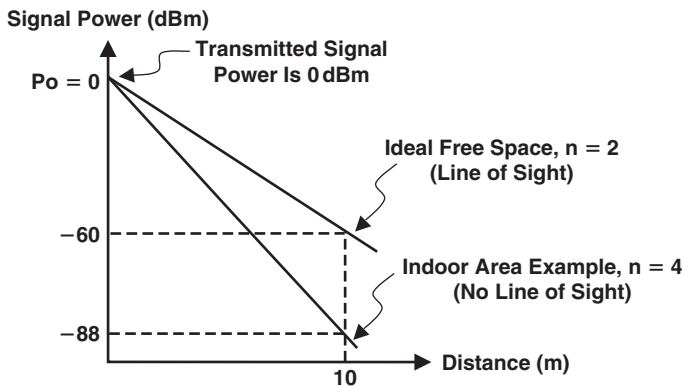 Signal Power (dBm)
Transmitted Signal
Power Is 0 dBm
Po = 0
Ideal Free Space, n = 2
(Line of Sight)
−60
Indoor Area Example, n = 4
(No Line of Sight)
−88
Distance (m)
10